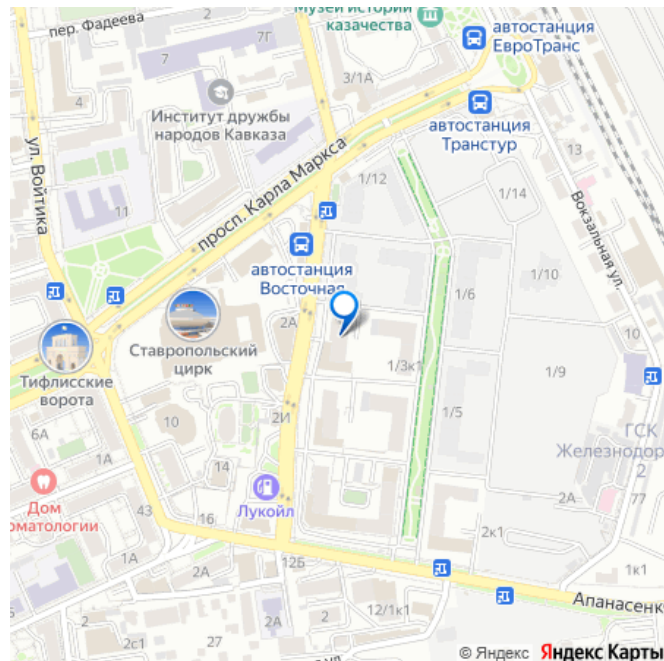 пер. Фадеева
2
7Г
Музей истории
казачества
автостанция
ЕвроТранс
7
4
3/1А
Институт дружбы
народов Кавказа
автостанция
Транстур
13
ул. Войтика
просп. Карла Маркса
1/12
1/14
11
Вокзальная ул.
автостанция
Восточная
1/10
1/6
2А
Ставропольский
цирк
10
Тифлисские
ворота
1/3к1
1/9
6А
10
2И
1/5
ГСК
Железнодор
2
14
Дом
Лукойл
43
16
2А
77
2к1
1А
2А
12Б
1к1
Апанасенк
12/1к1
2
2с1
27
© Яндекс Яндекс Карты